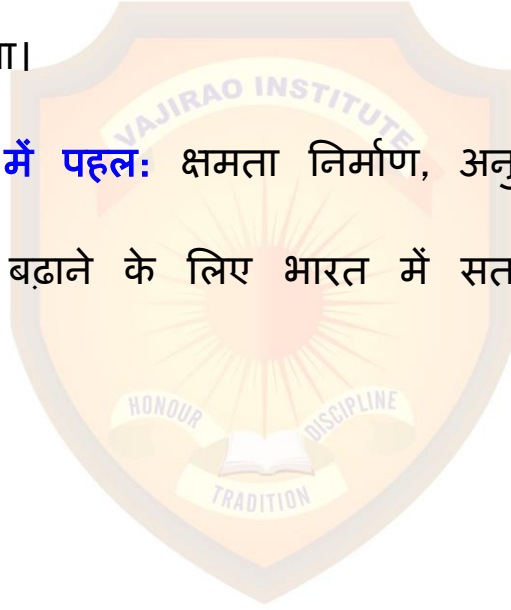 ा।
VAJIRAO INSTITUTE
में पहल: क्षमता निर्माण, अनु
बढ़ाने के लिए भारत में सत
HONOUR
DISCIPLINE
TRADITION